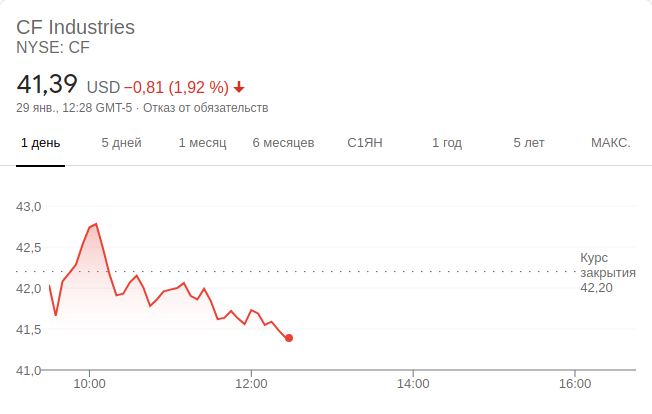 CF Industries
NYSE: CF
41,39 USD −0,81 (1,92 %)
29 янв., 12:28 GMT-5 · Отказ от обязательств
1 день 5 дней 1 месяц 6 месяцев С1ЯН 1 год 5 лет МАКС.
43,0
42,5
42,0
41,5
41,0
Курс
закрытия
42,20
10:00 12:00 14:00 16:00